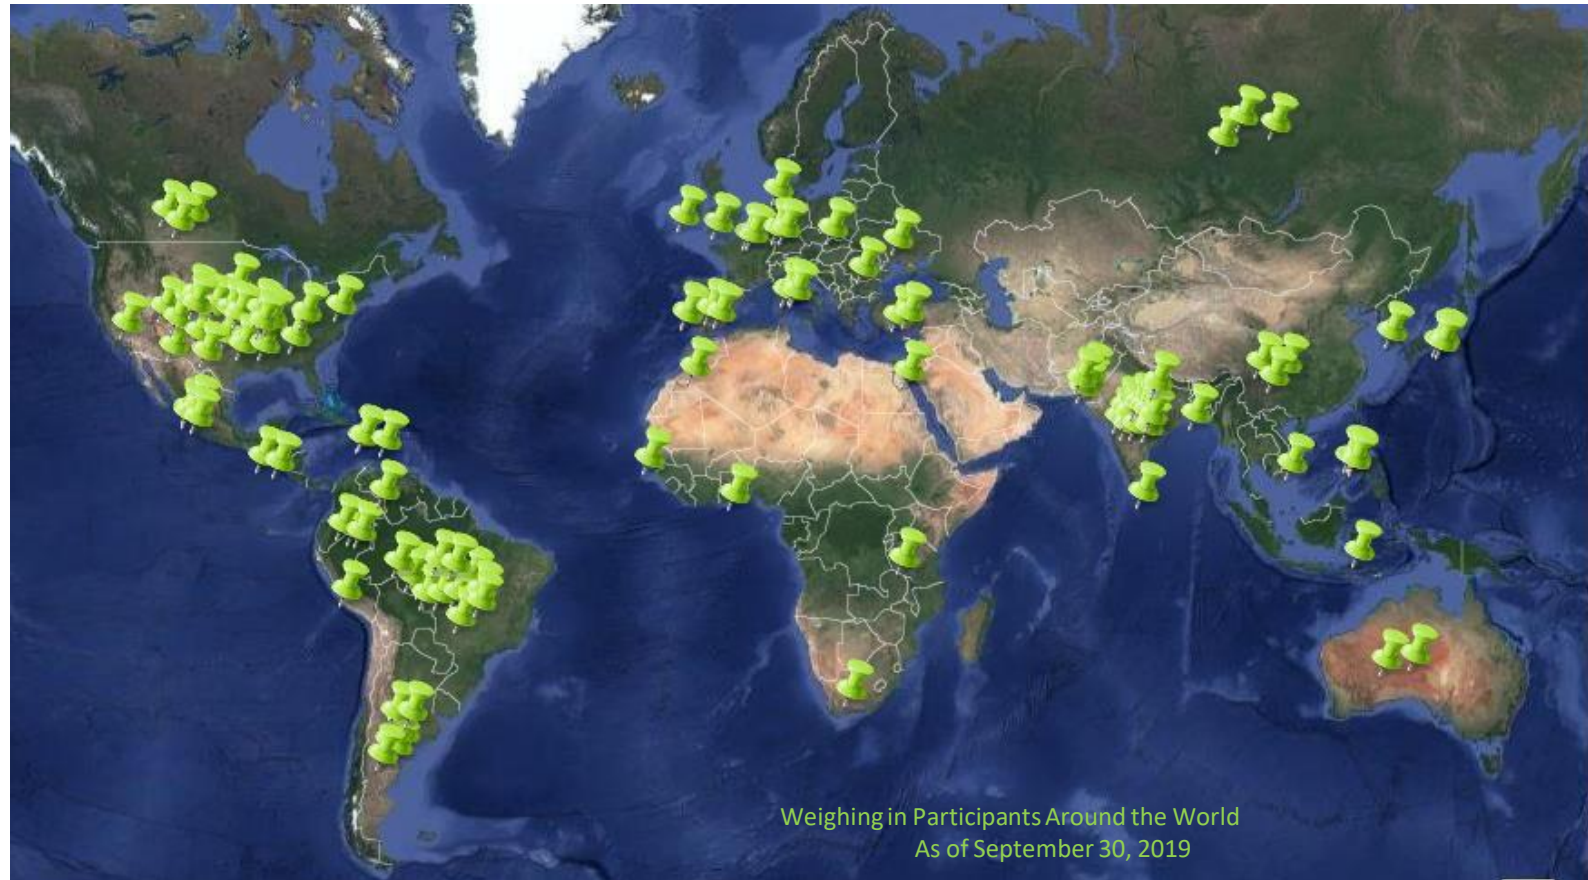 Weighing in Participants Around the World
As of September 30, 2019